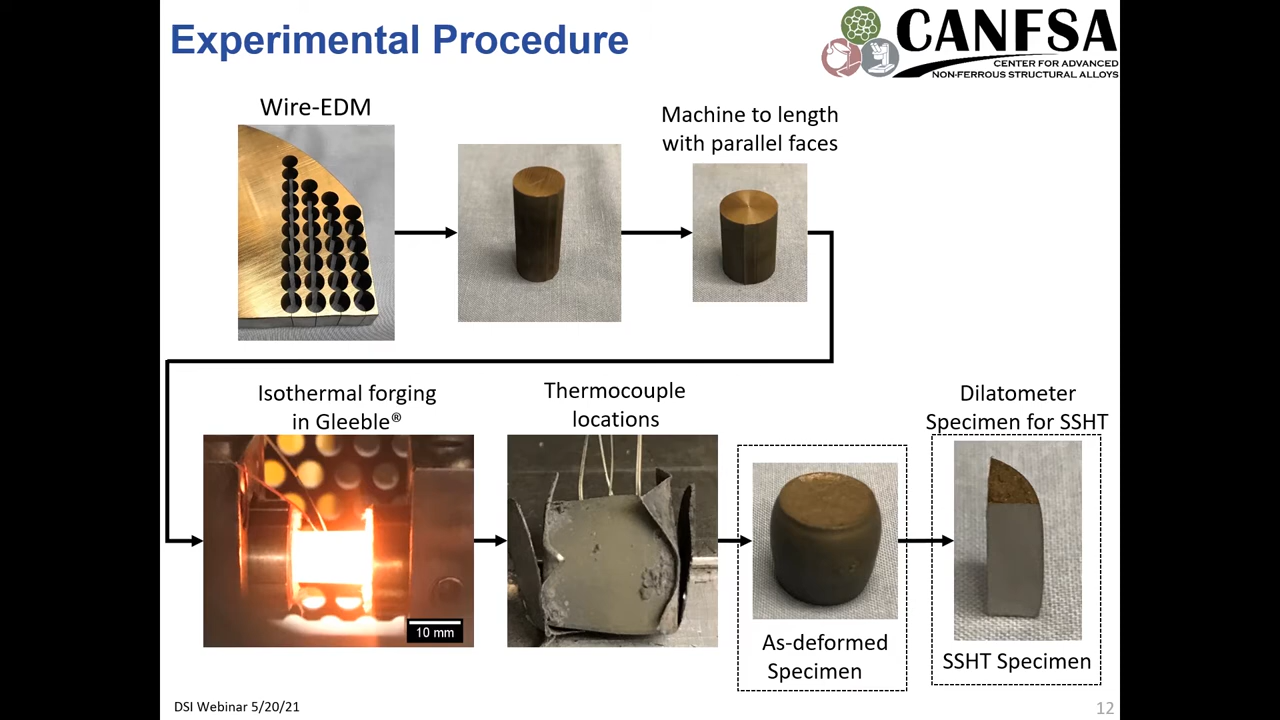 Experimental Procedure
CANFSA
CENTER FOR ADVANCED
NON-FERROUS STRUCTURAL ALLOYS
Wire-EDM
Machine to length
with parallel faces
Isothermal forging
in Gleeble®
Thermocouple
locations
Dilatometer
Specimen for SSHT
10 mm
As-deformed
Specimen
SSHT Specimen
DSI Webinar 5/20/21
12